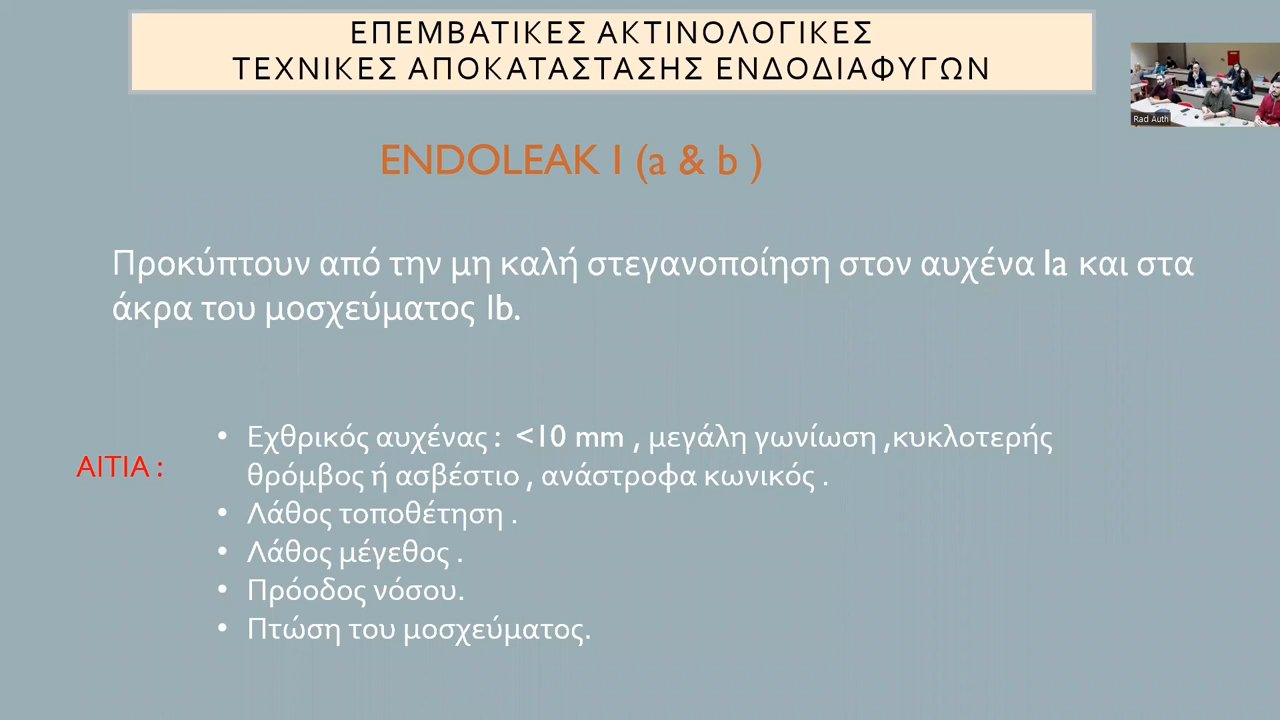 ΕΠΕΜΒΑΤΙΚΕΣ ΑΚΤΙΝΟΛΟΓΙΚΕΣ
ΤΕΧΝΙΚΕΣ ΑΠΟΚΑΤΑΣΤΑΣΗΣ ΕΝΔΟΔΙΑΦΥΓΩΝ
Rad Auth
ENDOLEAK I (a & b )
Προκύπτουν από την μη καλή στεγανοποίηση στον αυχένα Ia και στα
άκρα του μοσχεύματος Ib.
ΑΙΤΙΑ :
• Εχθρικός αυχένας : <10 mm , μεγάλη γωνίωση ,κυκλοτερής
θρόμβος ή ασβέστιο , ανάστροφα κωνικός .
• Λάθος τοποθέτηση .
• Λάθος μέγεθος .
• Πρόοδος νόσου.
• Πτώση του μοσχεύματος.